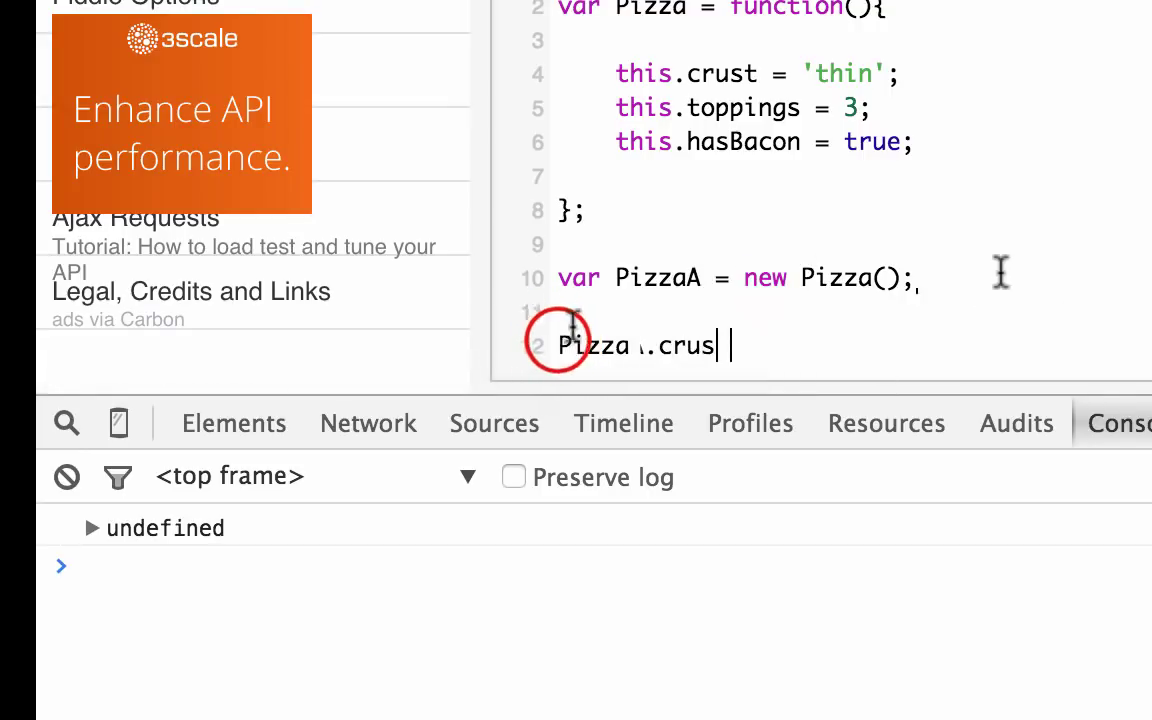 Fiddle Options
3scale
Enhance API
performance.
Ajax Requests
Tutorial: How to load test and tune your
API
Legal, Credits and Links
ads via Carbon
2 var Pizza = function(){
3
4 this.crust = 'thin';
5 this.toppings = 3;
6 this.hasBacon = true;
7
8 };
9
10 var PizzaA = new Pizza();
11
Pizza .crus
Elements Network Sources Timeline Profiles Resources Audits
<top frame> ▼ Preserve log
▶ undefined
>